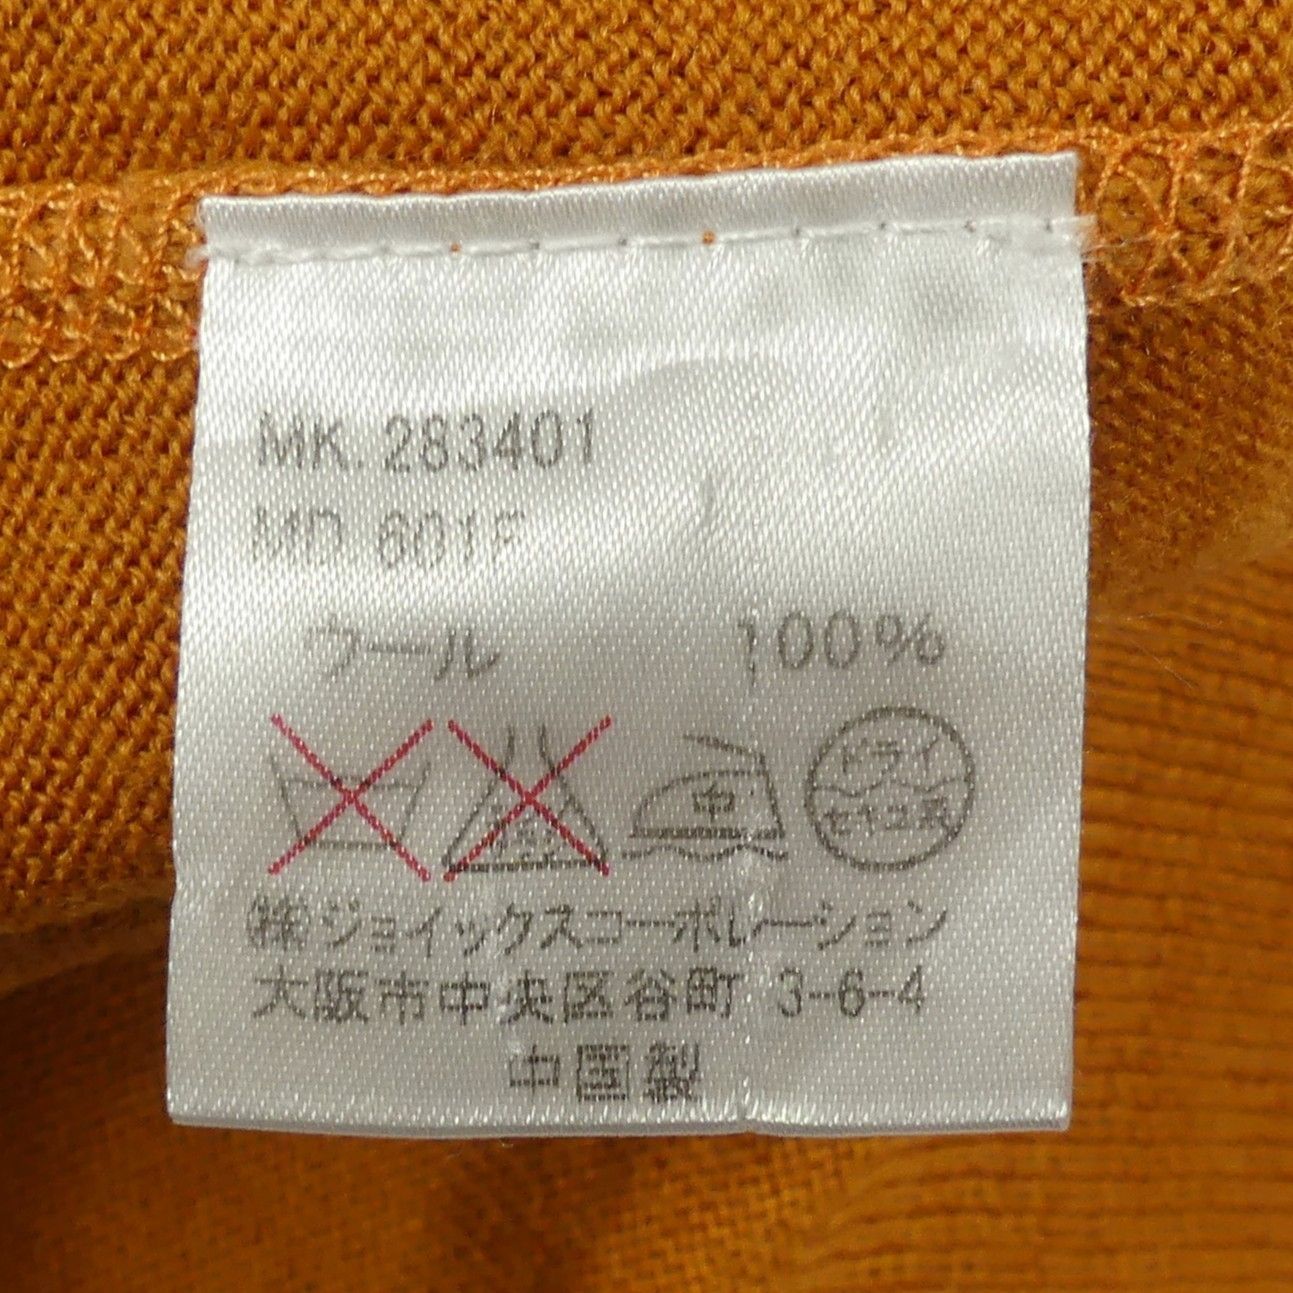 MK. 283401
MD. 601F
ウール 100%
中
ドライ
セキユ系
(株)ジョイックスコーポレーション
大阪市中央区谷町 3-6-4
中国製